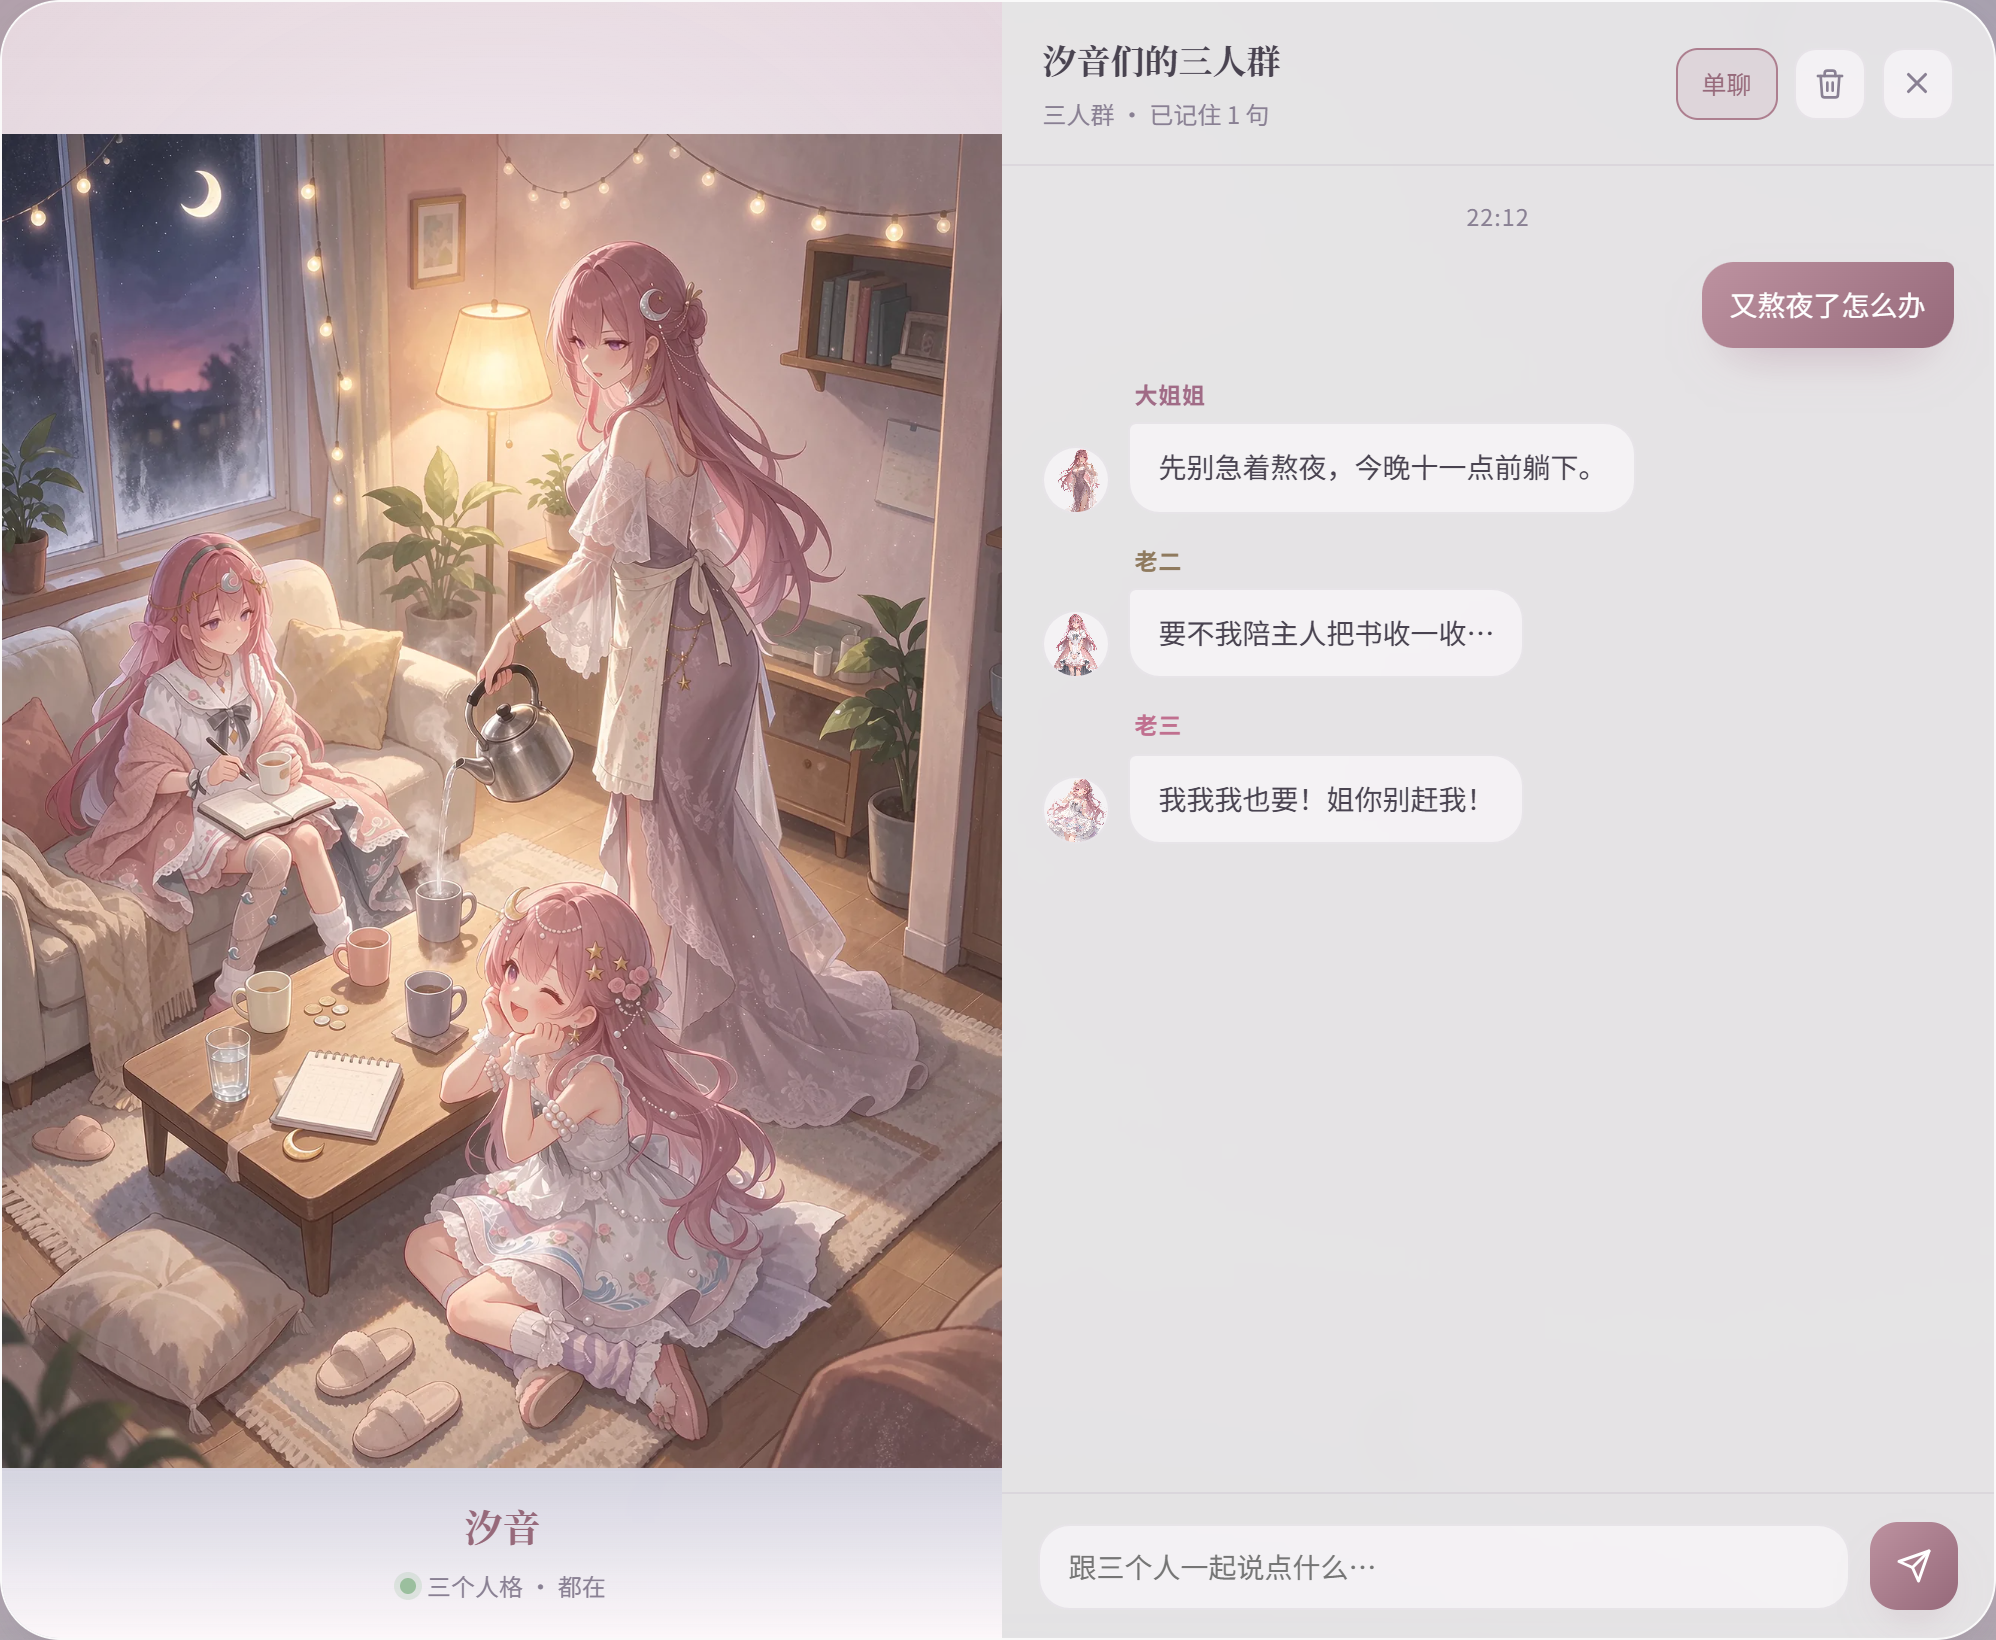 汐音们的三人群
三人群 · 已记住 1 句
单聊
22:12
又熬夜了怎么办
大姐姐
先别急着熬夜，今晚十一点前躺下。
老二
要不我陪主人把书收一收…
老三
我我我也要！姐你别赶我！
汐音
三个人格 · 都在
跟三个人一起说点什么…